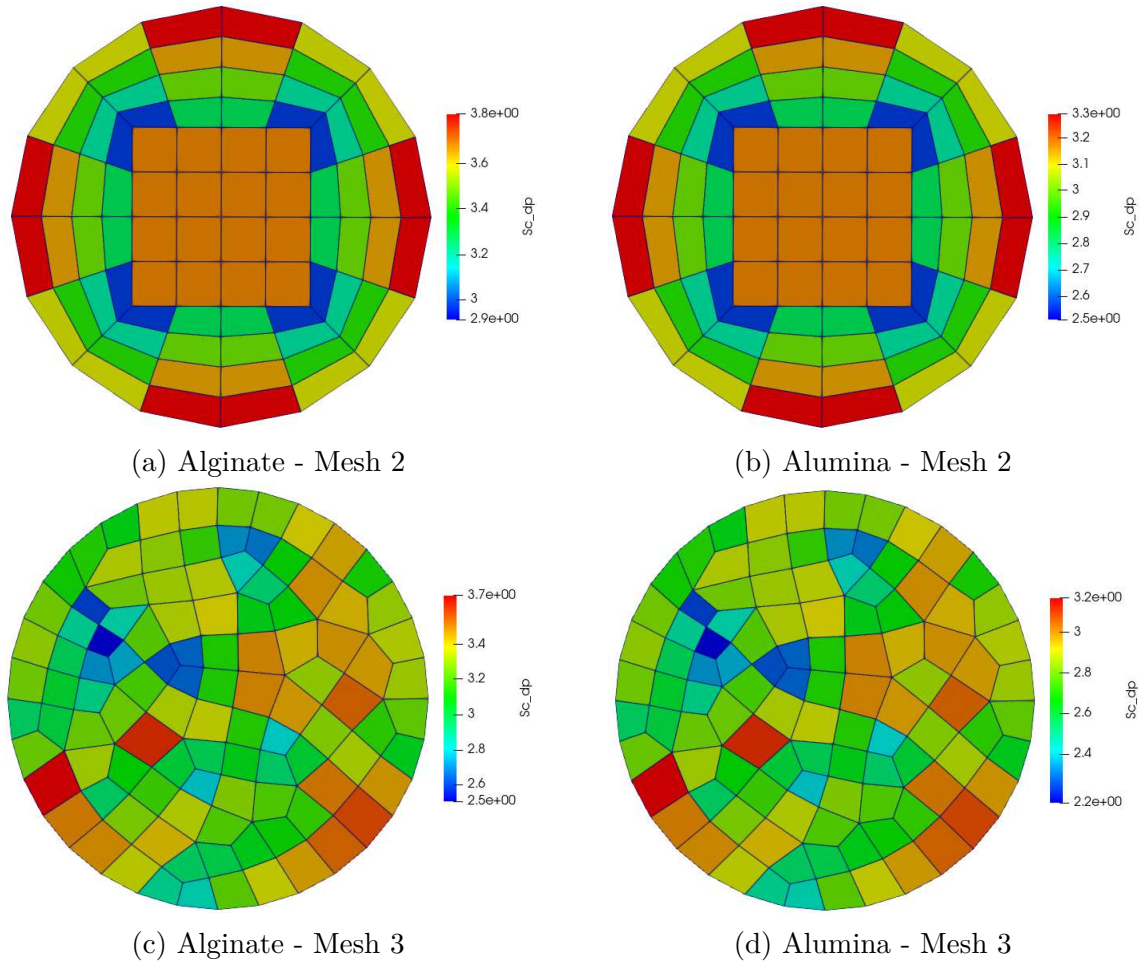 3.8e+00
3.6
3.4
3.2
3
2.9e+00
Sc_dp
3.3e+00
3.2
3.1
3
2.9
2.8
2.7
2.6
2.5e+00
Sc_dp
(a) Alginate - Mesh 2
(b) Alumina - Mesh 2
3.7e+00
3.4
3.2
3
2.8
2.6
2.5e+00
Sc_dp
3.2e+00
3
2.8
2.6
2.4
2.2e+00
Sc_dp
(c) Alginate - Mesh 3
(d) Alumina - Mesh 3